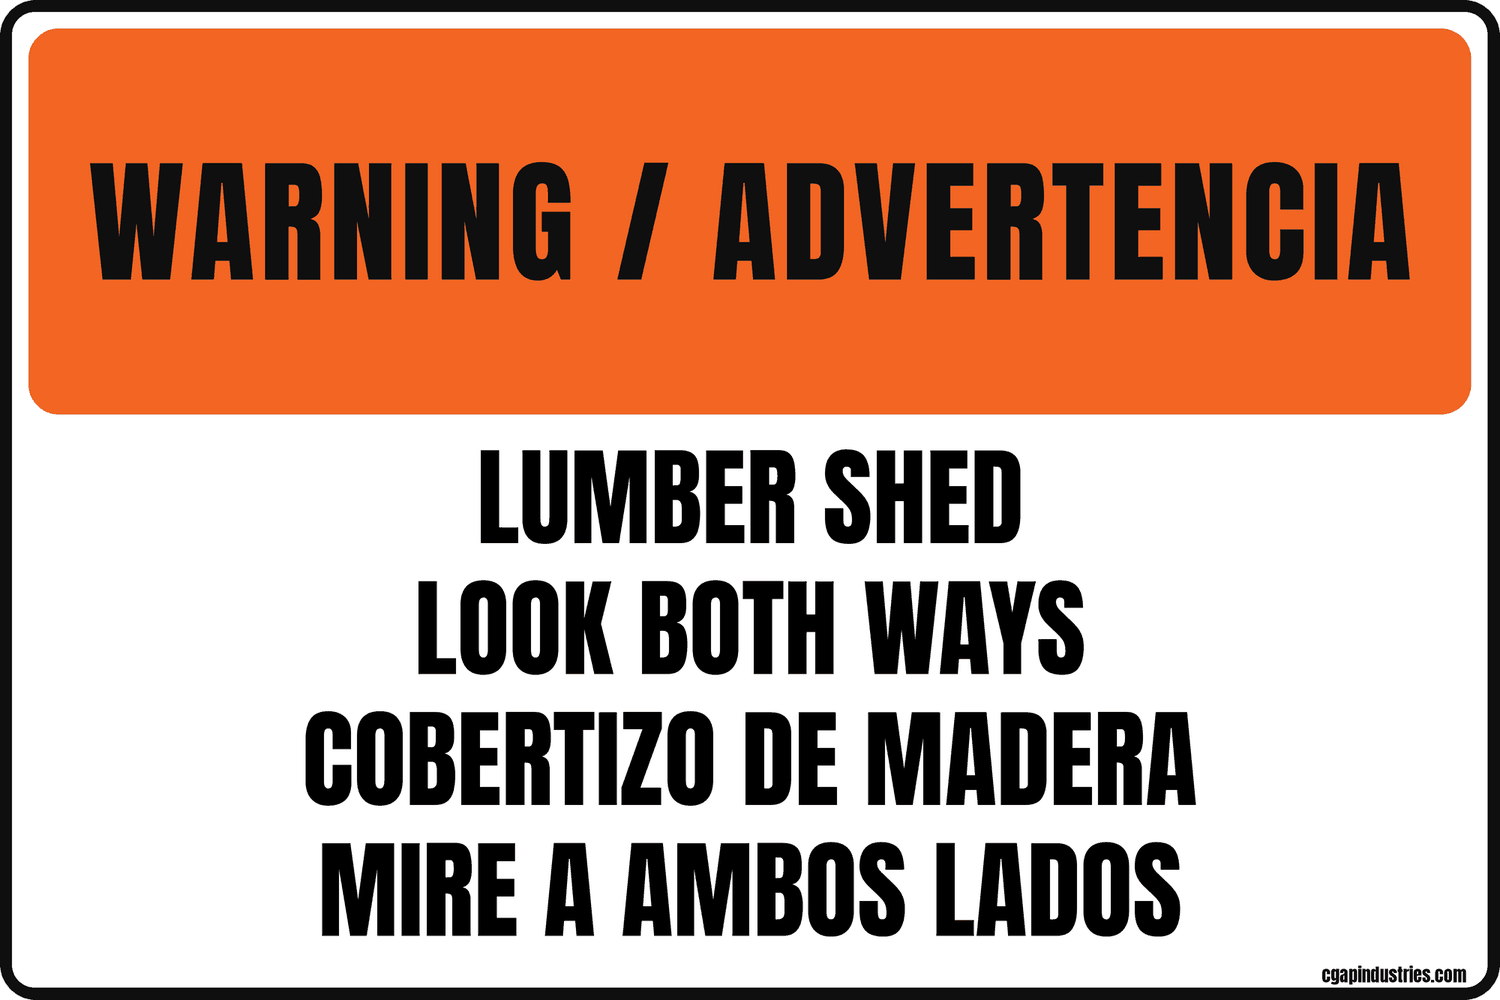 WARNING / ADVERTENCIA
LUMBER SHED
LOOK BOTH WAYS
COBERTIZO DE MADERA
MIRE A AMBOS LADOS
cgapindustries.com